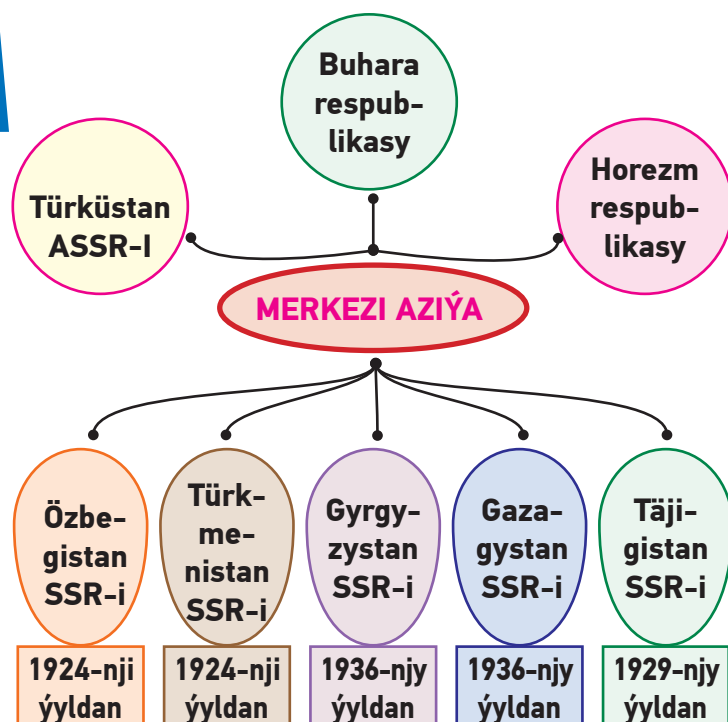 Buhara
respub-
likasy
Türküstan
ASSR-I
Horezm
respub-
likasy
MERKEZI AZIÝA
Özbe-
gistan
SSR-i
Türk-
me-
nistan
SSR-i
Gyrgy-
zystan
SSR-i
Gaza-
gystan
SSR-i
Täji-
gistan
SSR-i
1924-nji
ýyldan
1924-nji
ýyldan
1936-njy
ýyldan
1936-njy
ýyldan
1929-njy
ýyldan